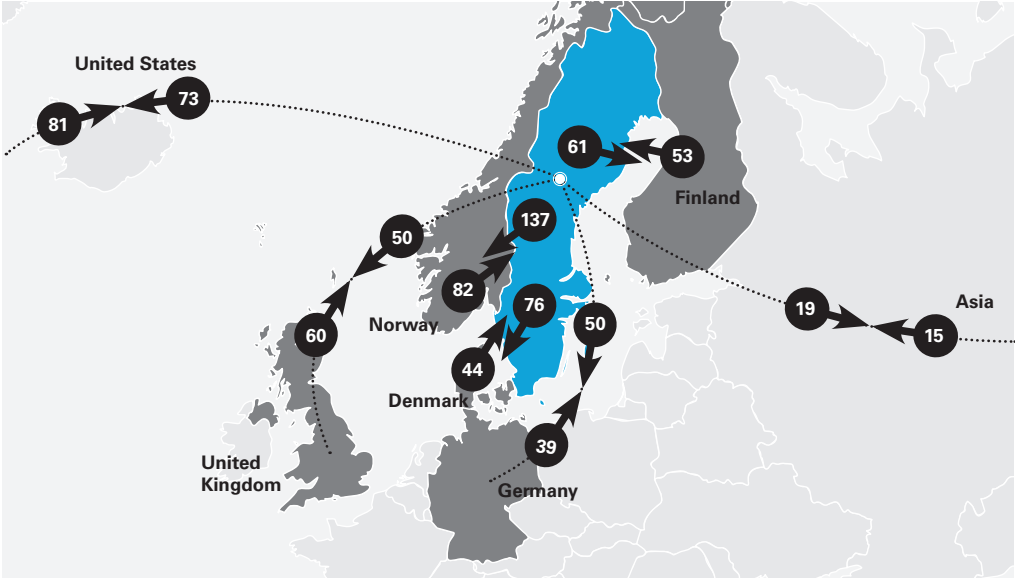 United States
73
81
61
53
Finland
137
50
82
76
Norway
60
44
Denmark
50
19
15
Asia
39
United
Kingdom
Germany